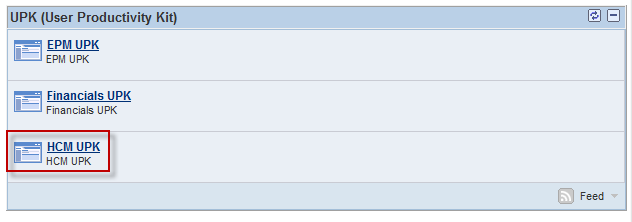 UPK (User Productivity Kit)
EPM UPK
EPM UPK
Financials UPK
Financials UPK
HCM UPK
HCM UPK
Feed